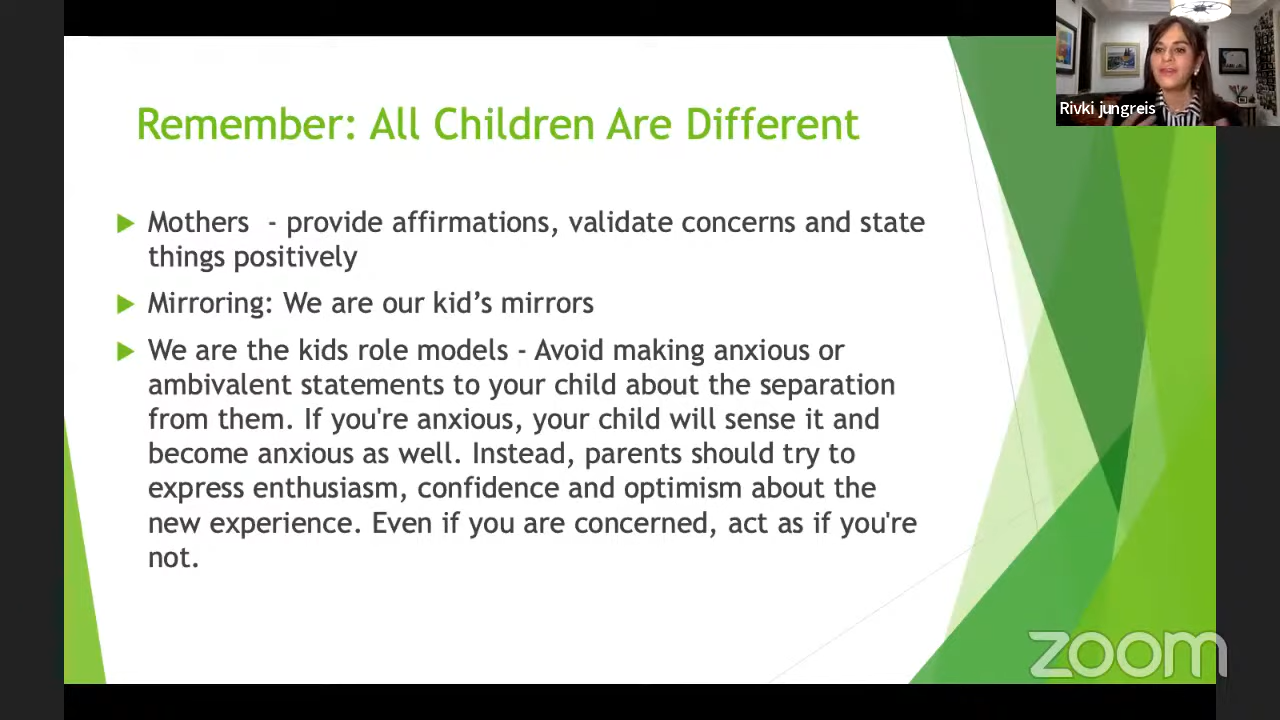 Rivki jungreis
Remember: All Children Are Different
Mothers - provide affirmations, validate concerns and state
things positively
Mirroring: We are our kid’s mirrors
We are the kids role models - Avoid making anxious or
ambivalent statements to your child about the separation
from them. If you're anxious, your child will sense it and
become anxious as well. Instead, parents should try to
express enthusiasm, confidence and optimism about the
new experience. Even if you are concerned, act as if you're
not.
zoom